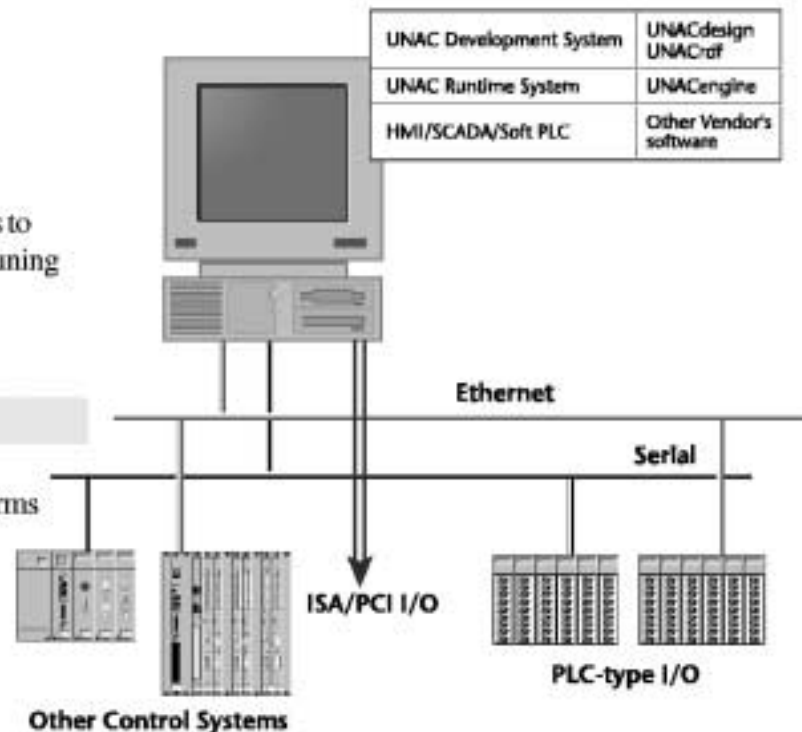 UNAC Development System
UNACdesign
UNACrdf
UNAC Runtime System
UNACengine
HMI/SCADA/Soft PLC
Other Vendor's
software
s to
uning
Ethernet
Serial
rms
ISA/PCI I/O
PLC-type I/O
Other Control Systems